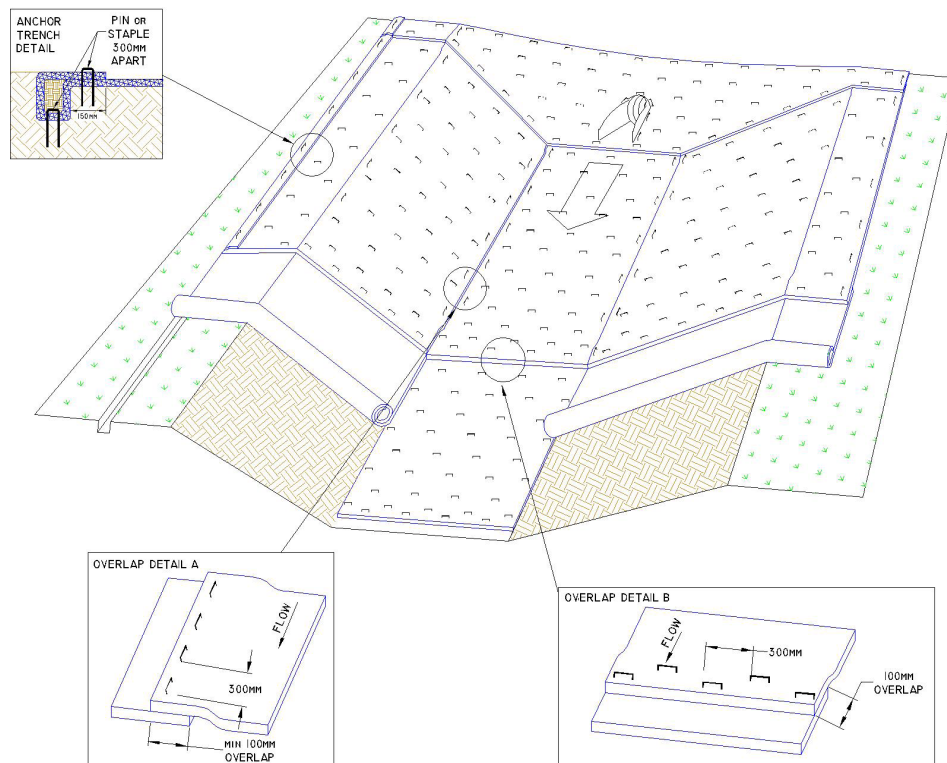 ANCHOR
TRENCH
DETAIL
PIN OR
STAPLE
300MM
APART
150MM
OVERLAP DETAIL A
FLOW
300MM
MIN 100MM
OVERLAP
OVERLAP DETAIL B
FLOW
300MM
100MM
OVERLAP